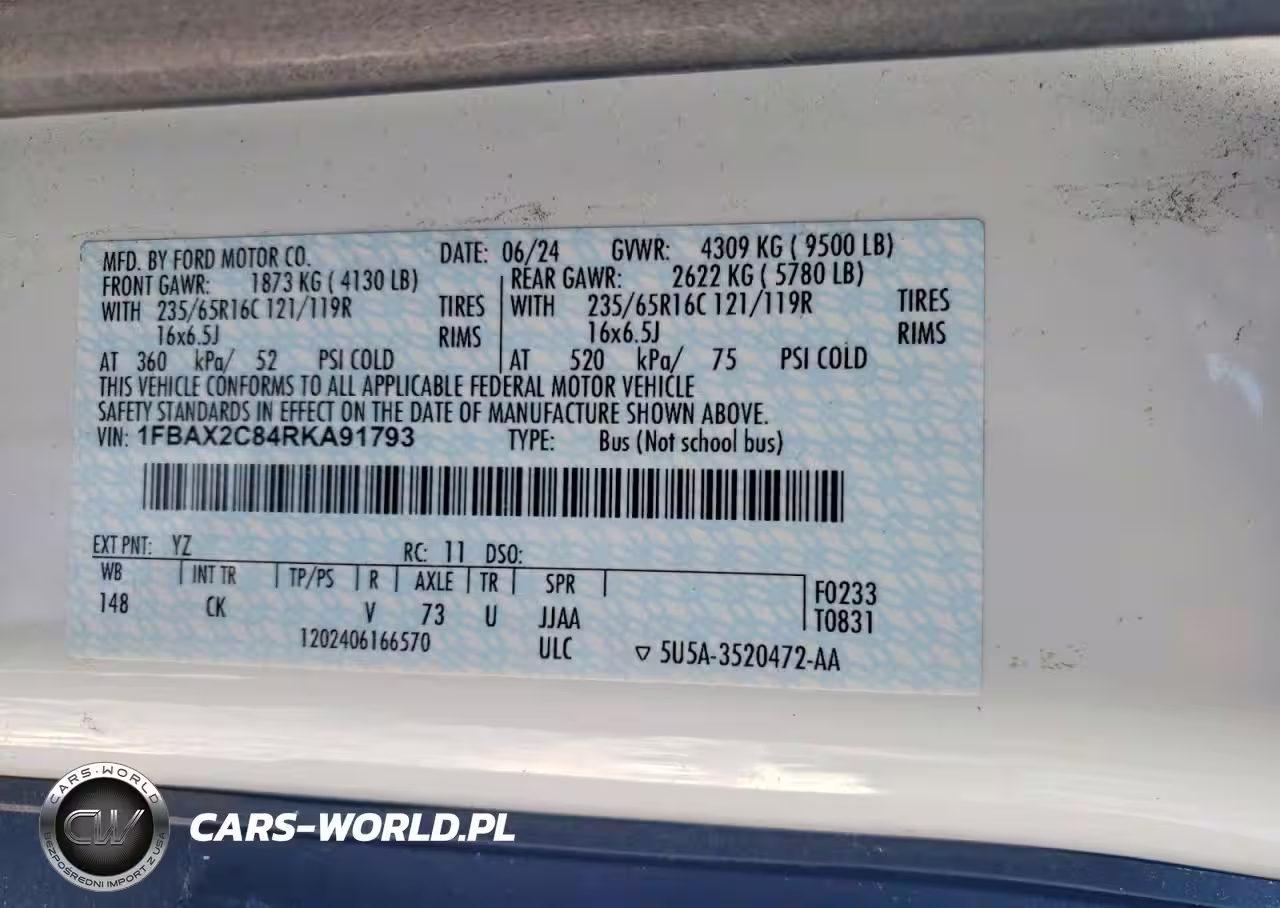 MFD. BY FORD MOTOR CO. DATE: 06/24 GVWR: 4309 KG ( 9500 LB)
FRONT GAWR: 1873 KG ( 4130 LB) REAR GAWR: 2622 KG ( 5780 LB)
WITH 235/65R16C 121/119R TIRES WITH 235/65R16C 121/119R TIRES
16x6.5J RIMS 16x6.5J RIMS
AT 360 kPa/ 52 PSI COLD AT 520 kPa/ 75 PSI COLD
THIS VEHICLE CONFORMS TO ALL APPLICABLE FEDERAL MOTOR VEHICLE
SAFETY STANDARDS IN EFFECT ON THE DATE OF MANUFACTURE SHOWN ABOVE.
VIN: 1FBAX2C84RKA91793 TYPE: Bus (Not school bus)
EXT PNT: YZ RC: 11 DSO:
WB INT TR TP/PS R AXLE TR SPR F0233
148 CK V 73 U JJAA T0831
1202406166570 ULC ▽ 5U5A-3520472-AA
CARS-WORLD
CW
BEZPOŚREDNI IMPORT Z USA
CARS-WORLD.PL